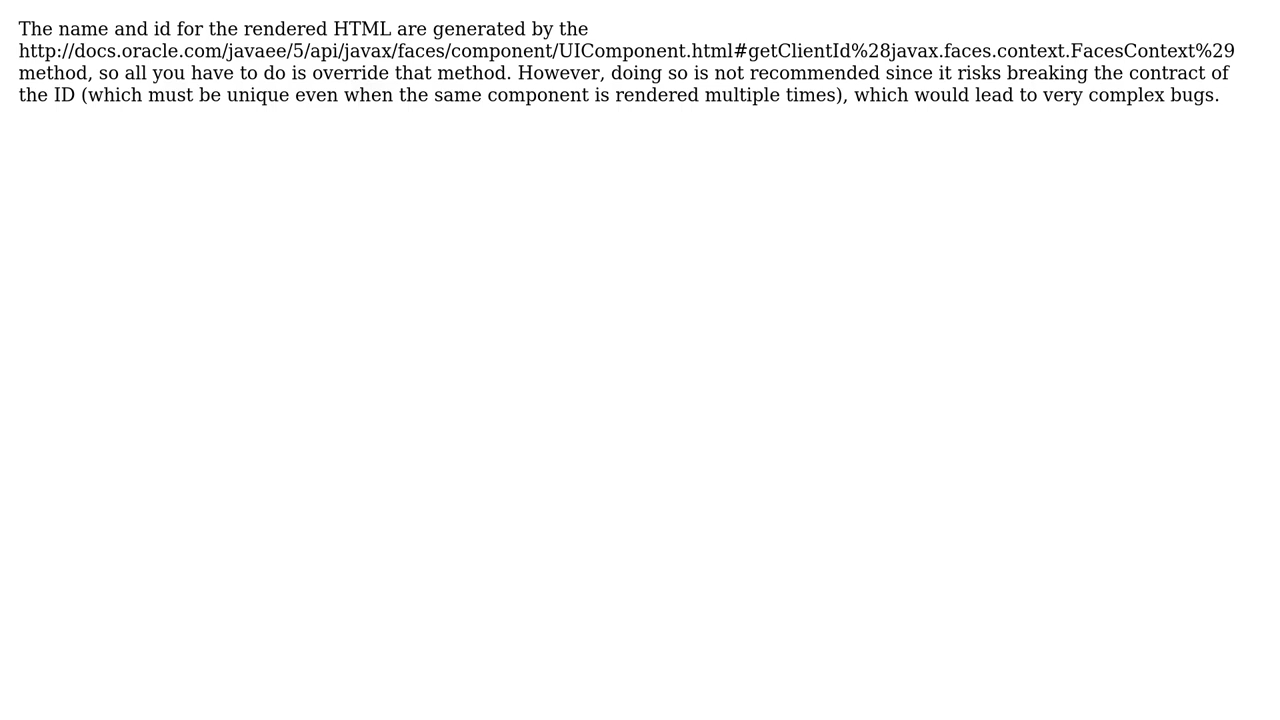 The name and id for the rendered HTML are generated by the
http://docs.oracle.com/javaee/5/api/javax/faces/component/UIComponent.html#getClientId%28javax.faces.context.FacesContext%29
method, so all you have to do is override that method. However, doing so is not recommended since it risks breaking the contract of
the ID (which must be unique even when the same component is rendered multiple times), which would lead to very complex bugs.